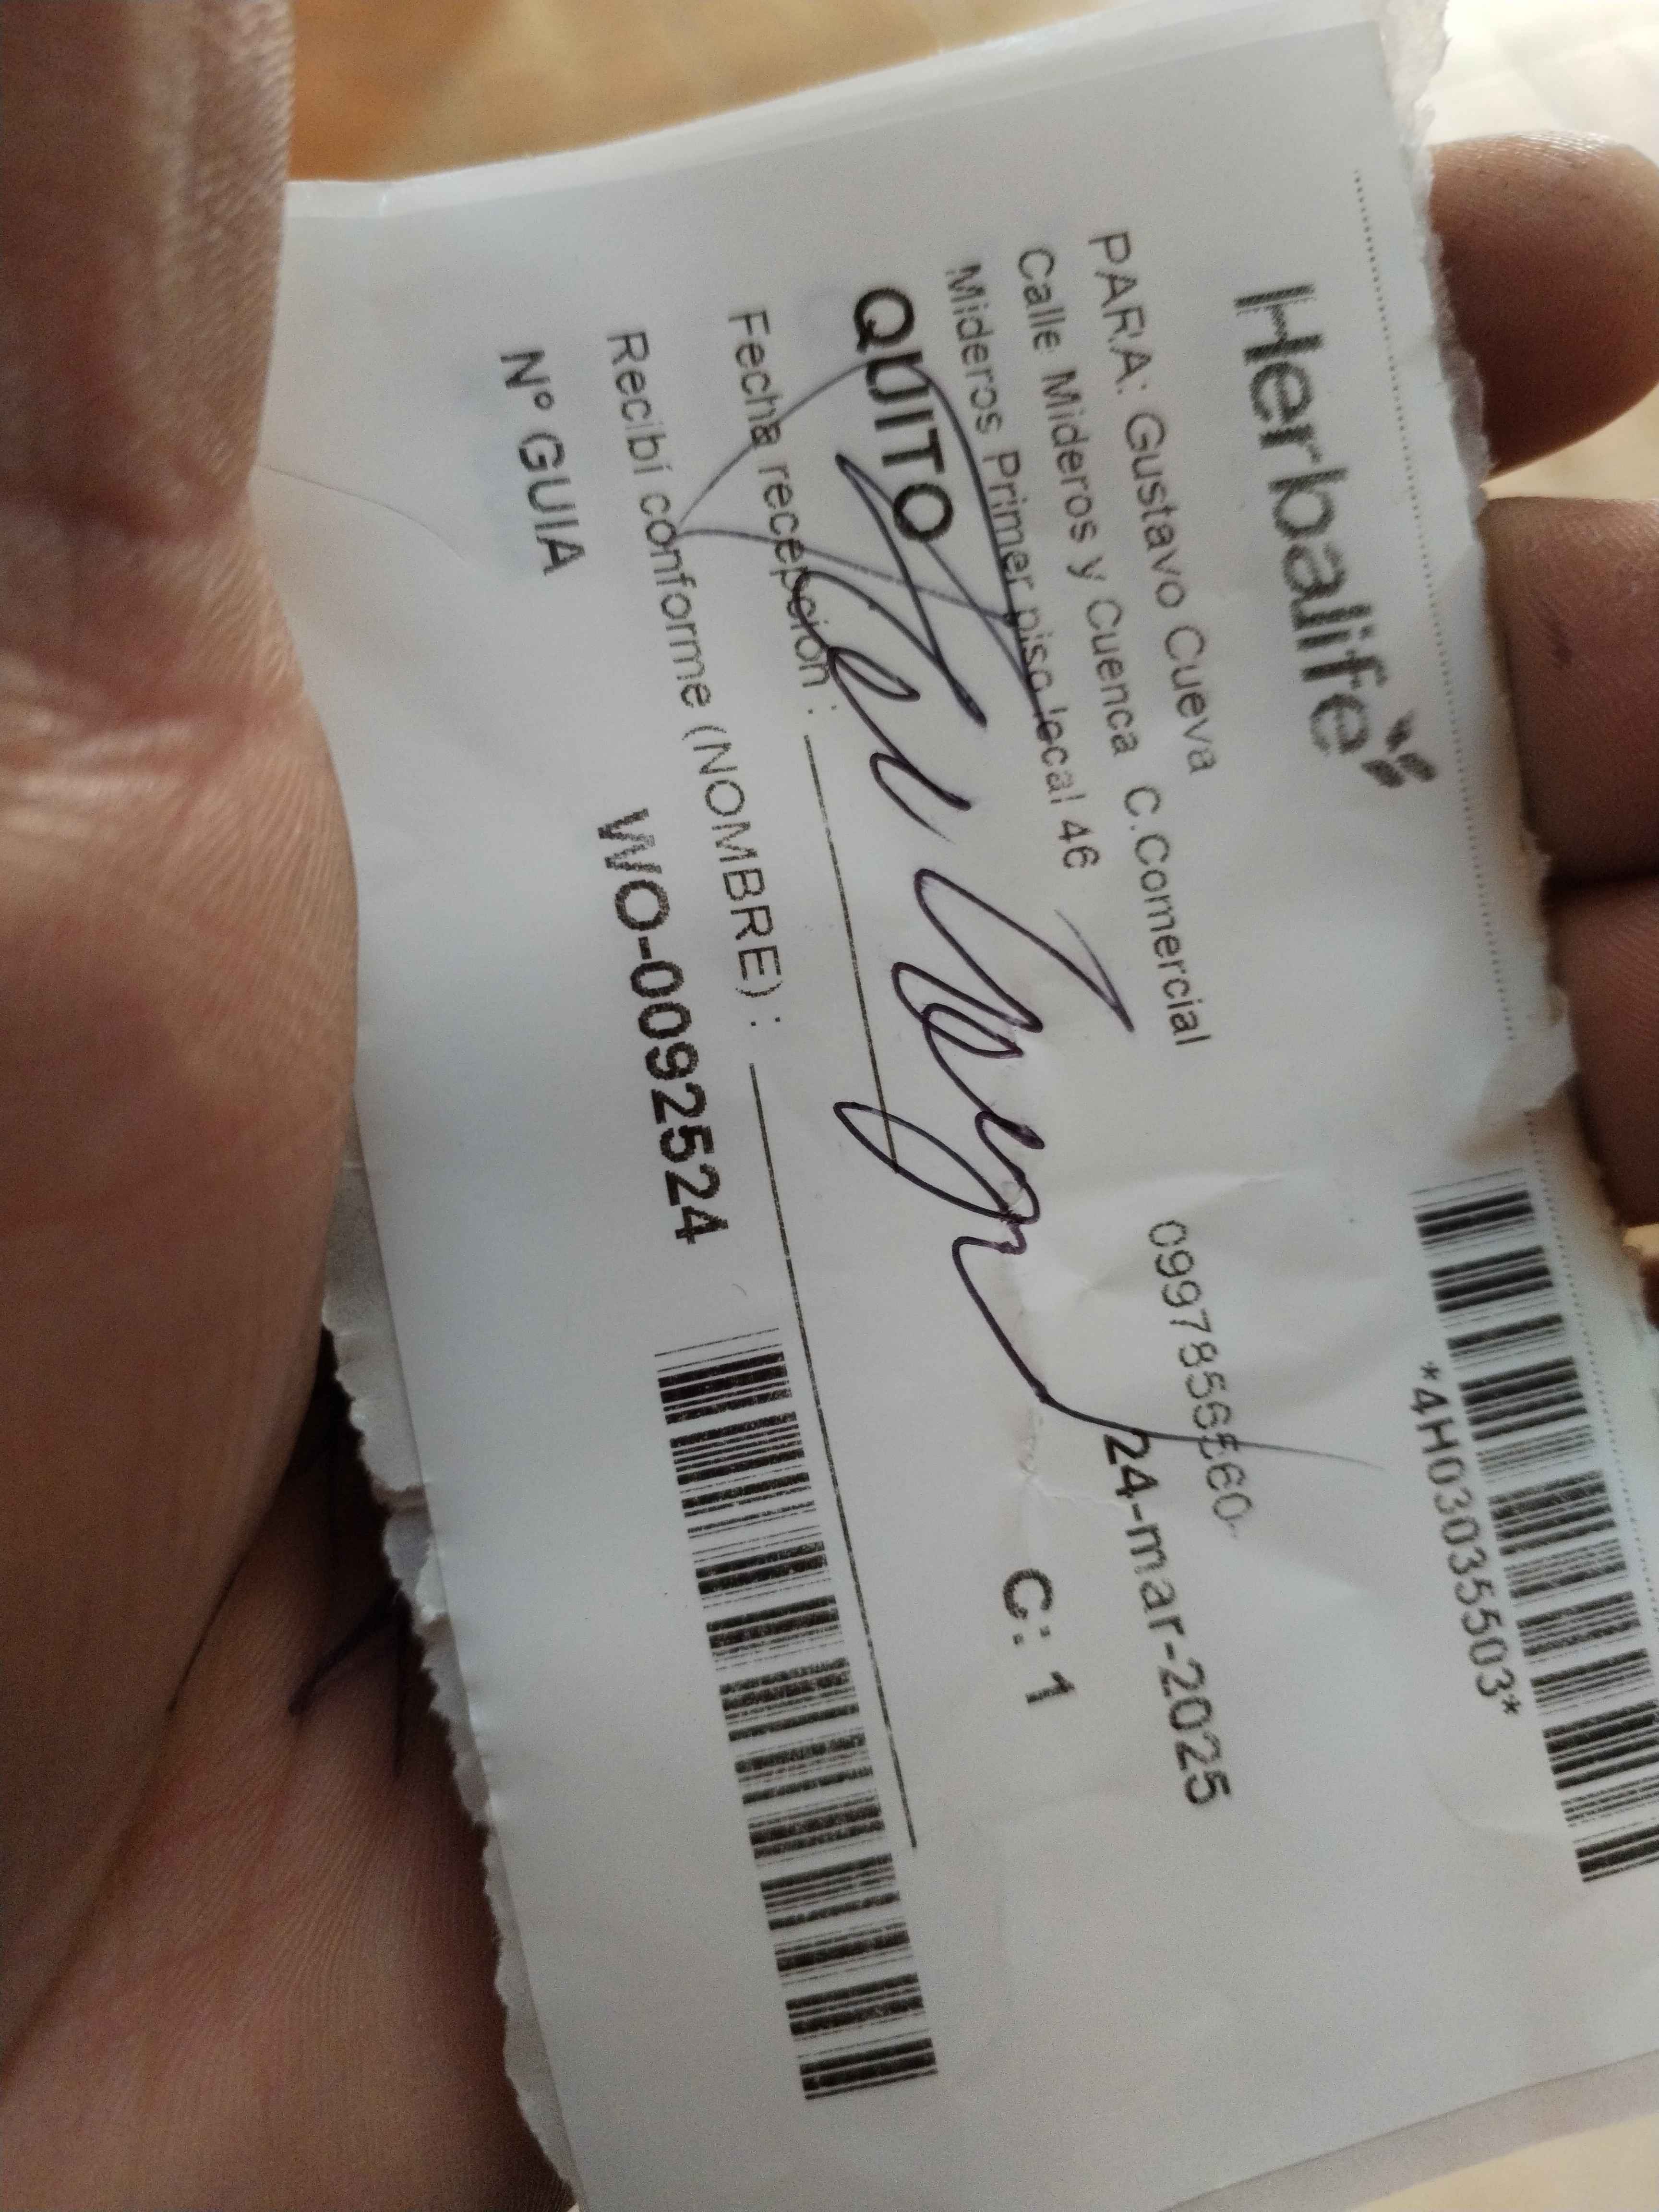 Herbalife
*4H03035503*
PARA: Gustavo Cueva
Calle Mideros y Cuenca C.Comercial
Mideros Primer piso local 46
24-mar-2025
QUITO
C: 1
Fecha recepción :
Recibí conforme (NOMBRE) :
Nº GUIA
WO-0092524